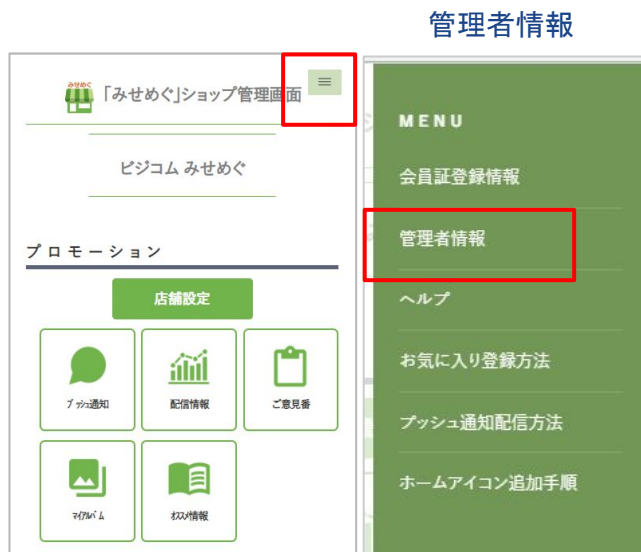 管理者情報
みせめぐ
「みせめぐ」ショップ管理画面
ビジコム みせめぐ
プロモーション
店舗設定
プッシュ通知
配信情報
ご意見番
マイアルバム
オススメ情報
MENU
会員証登録情報
管理者情報
ヘルプ
お気に入り登録方法
プッシュ通知配信方法
ホームアイコン追加手順